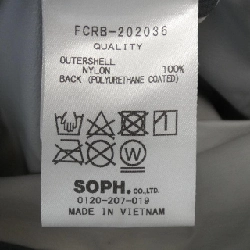 FCRB-202036
QUALITY
OUTERSHELL
NYLON 100%
BACK (POLYURETHANE COATED)
W
SOPH. CO.,LTD.
0120-207-019
MADE IN VIETNAM